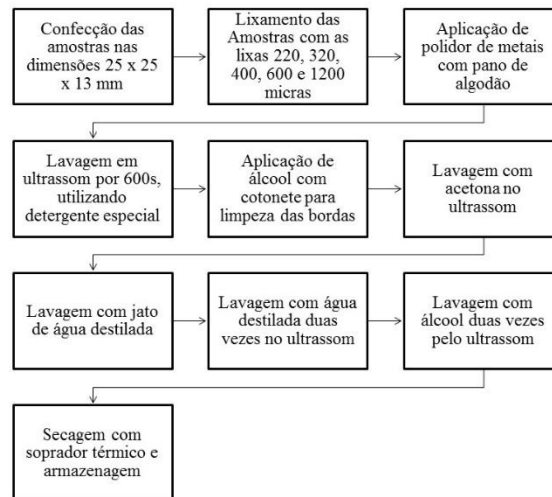 Confecção das
amostras nas
dimensões 25 x 25
x 13 mm
Lixamento das
Amostras com as
lixas 220, 320,
400, 600 e 1200
micras
Aplicação de
polidor de metais
com pano de
algodão
Lavagem em
ultrassom por 600s,
utilizando
detergente especial
Aplicação de
álcool com
cotonete para
limpeza das bordas
Lavagem com
acetona no
ultrassom
Lavagem com jato
de água destilada
Lavagem com água
destilada duas
vezes no ultrassom
Lavagem com
álcool duas vezes
pelo ultrassom
Secagem com
soprador térmico e
armazenagem